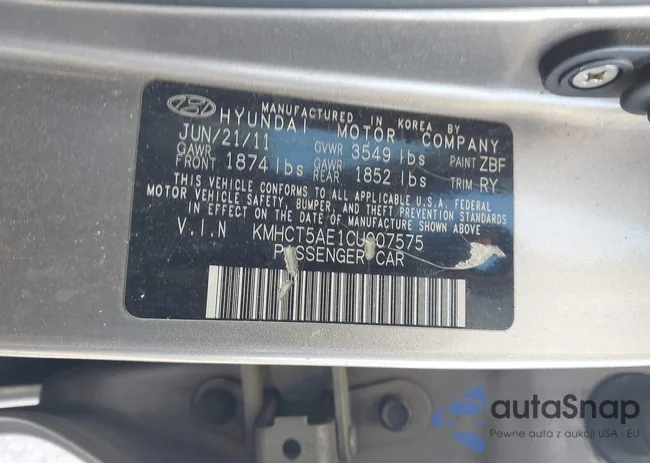 MANUFACTURED IN KOREA BY
HYUNDAI MOTOR COMPANY
JUN/21/11 GVWR 3549 lbs PAINT ZBF
GAWR FRONT 1874 lbs GAWR REAR 1852 lbs TRIM RY
THIS VEHICLE CONFORMS TO ALL APPLICABLE U.S.A. FEDERAL
MOTOR VEHICLE SAFETY, BUMPER, AND THEFT PREVENTION STANDARDS
IN EFFECT ON THE DATE OF MANUFACTURE SHOWN ABOVE.
V.I.N KMHCT5AE1CU007575
PASSENGER CAR
autaSnap
Pewne auta z aukcji USA i EU